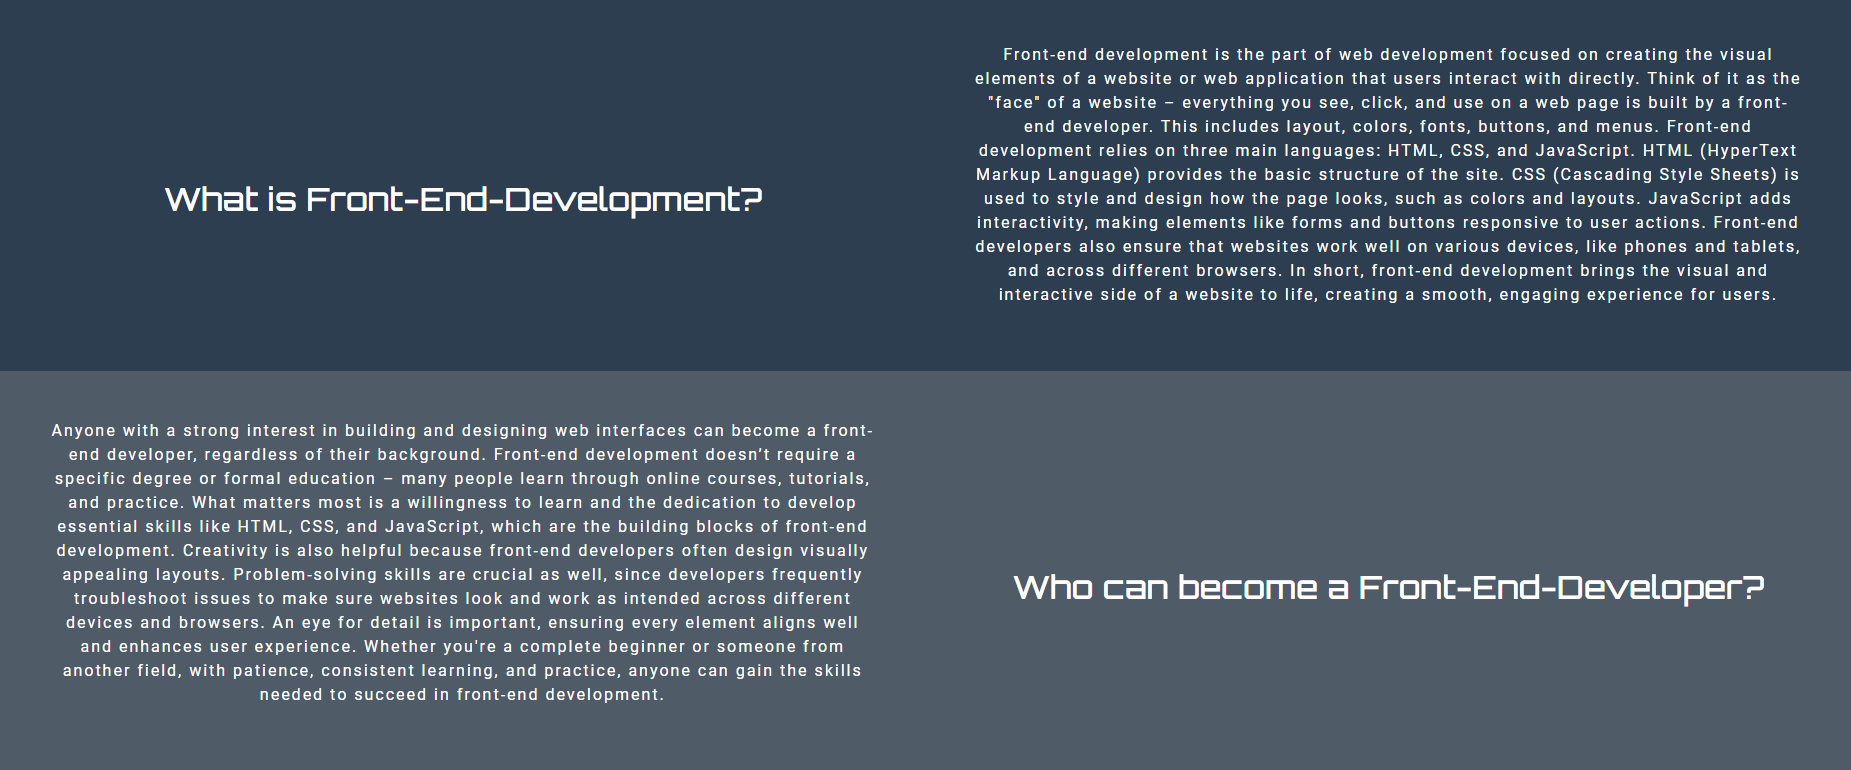 What is Front-End-Development?
Front-end development is the part of web development focused on creating the visual
elements of a website or web application that users interact with directly. Think of it as the
"face" of a website – everything you see, click, and use on a web page is built by a front-
end developer. This includes layout, colors, fonts, buttons, and menus. Front-end
development relies on three main languages: HTML, CSS, and JavaScript. HTML (HyperText
Markup Language) provides the basic structure of the site. CSS (Cascading Style Sheets) is
used to style and design how the page looks, such as colors and layouts. JavaScript adds
interactivity, making elements like forms and buttons responsive to user actions. Front-end
developers also ensure that websites work well on various devices, like phones and tablets,
and across different browsers. In short, front-end development brings the visual and
interactive side of a website to life, creating a smooth, engaging experience for users.
Anyone with a strong interest in building and designing web interfaces can become a front-
end developer, regardless of their background. Front-end development doesn’t require a
specific degree or formal education – many people learn through online courses, tutorials,
and practice. What matters most is a willingness to learn and the dedication to develop
essential skills like HTML, CSS, and JavaScript, which are the building blocks of front-end
development. Creativity is also helpful because front-end developers often design visually
appealing layouts. Problem-solving skills are crucial as well, since developers frequently
troubleshoot issues to make sure websites look and work as intended across different
devices and browsers. An eye for detail is important, ensuring every element aligns well
and enhances user experience. Whether you're a complete beginner or someone from
another field, with patience, consistent learning, and practice, anyone can gain the skills
needed to succeed in front-end development.
Who can become a Front-End-Developer?